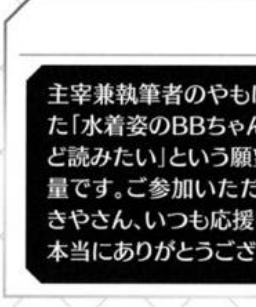 主宰兼執筆者のやも
た「水着姿のBBちゃん
ど読みたい」という願
量です。ご参加いただ
きやさん、いつも応援
本当にありがとうござ